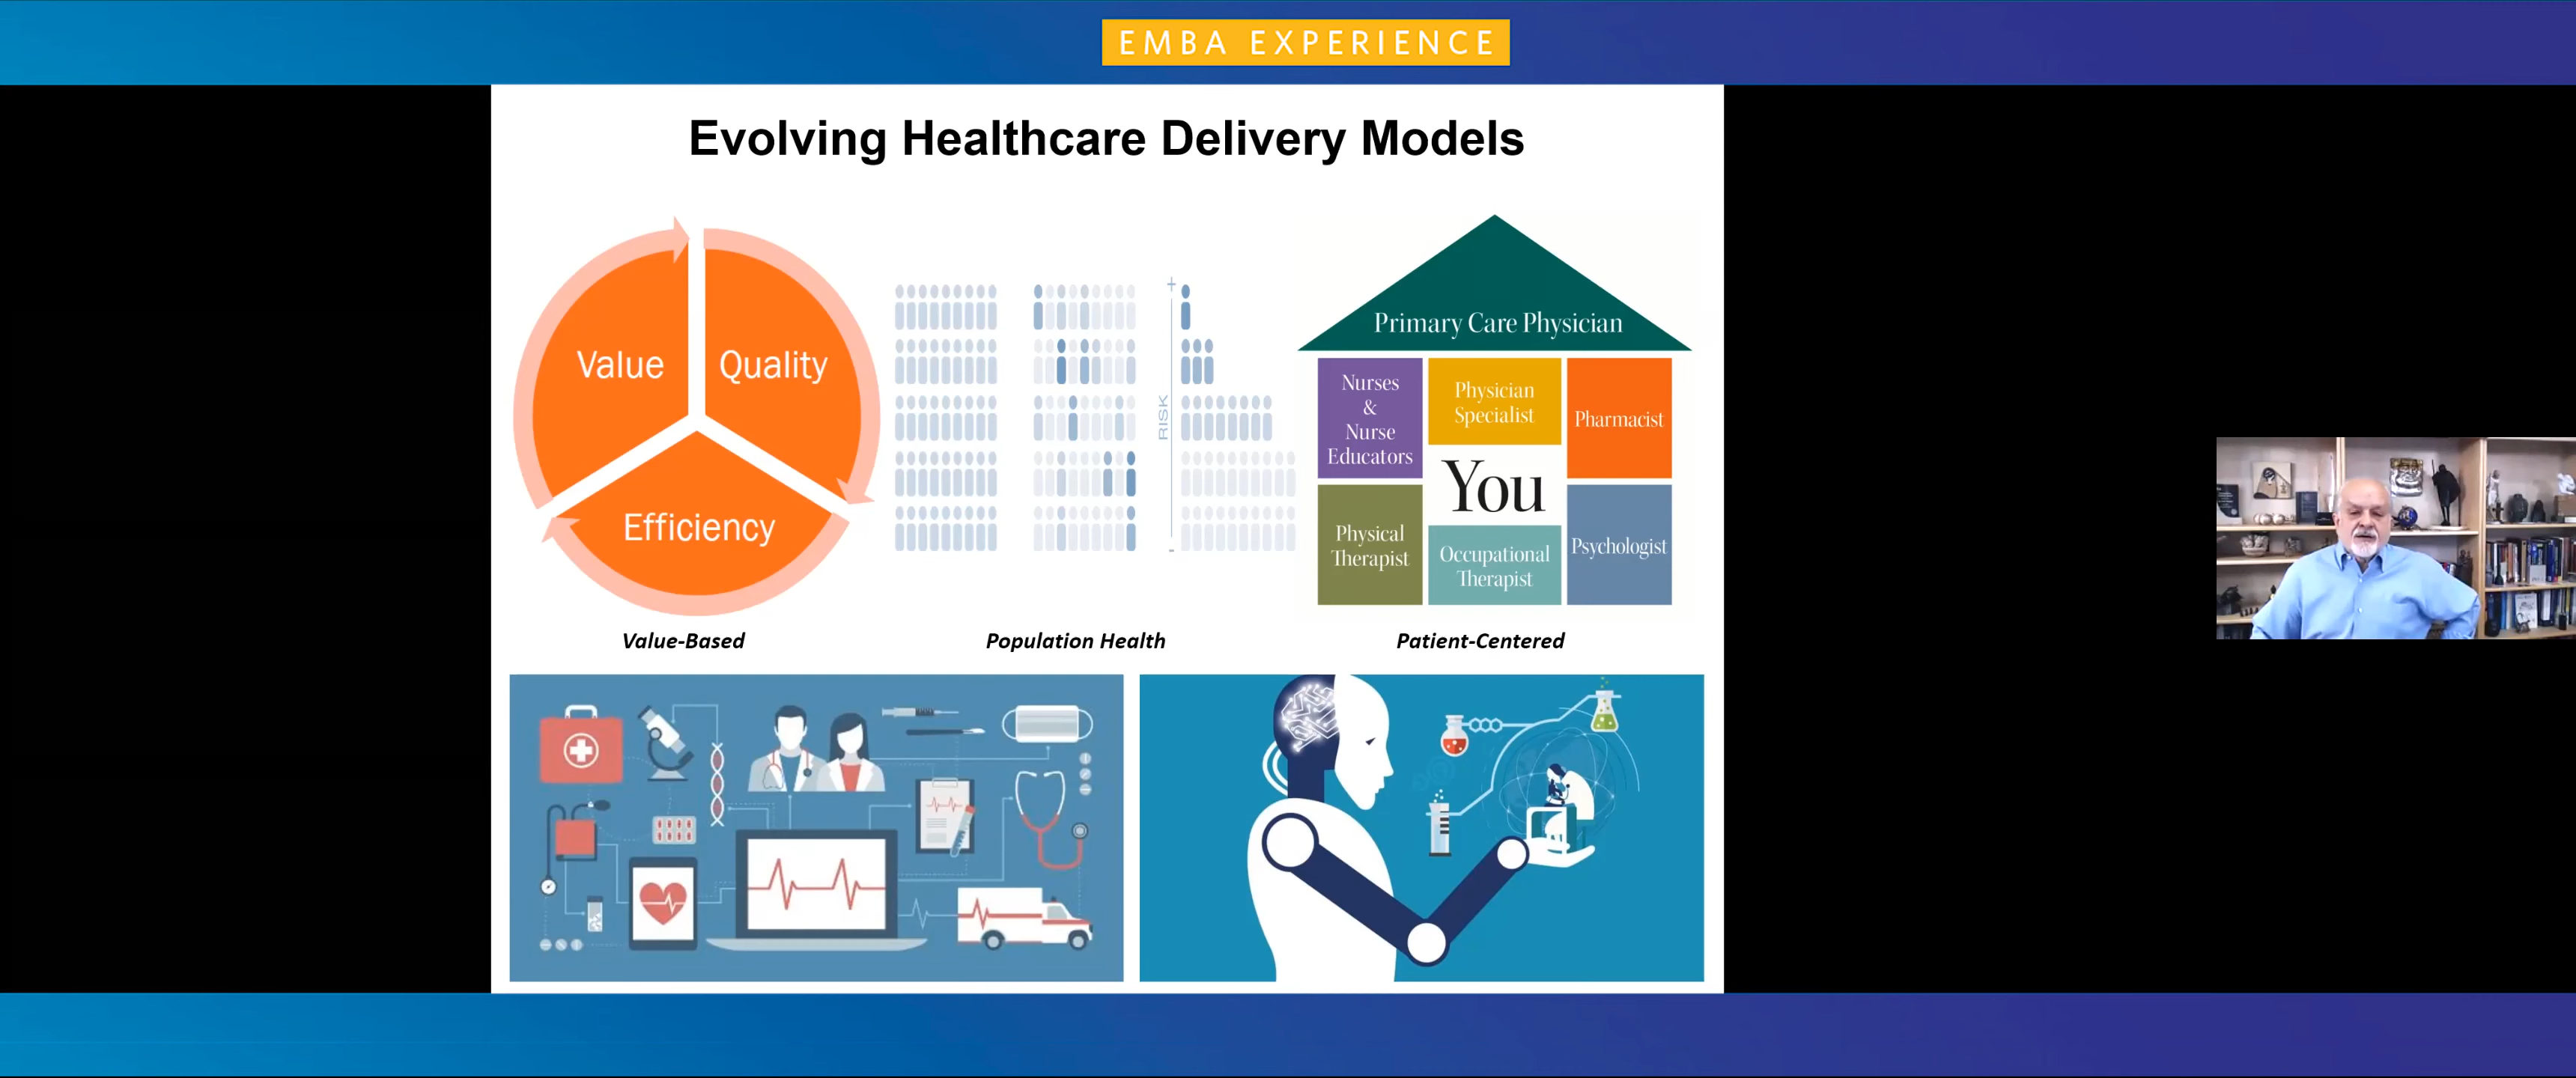 EMBA EXPERIENCE
Evolving Healthcare Delivery Models
Value
Quality
Efficiency
Value-Based
+
RISK
-
Population Health
Primary Care Physician
Nurses
&
Nurse
Educators
Physician
Specialist
Pharmacist
You
Physical
Therapist
Occupational
Therapist
Psychologist
Patient-Centered